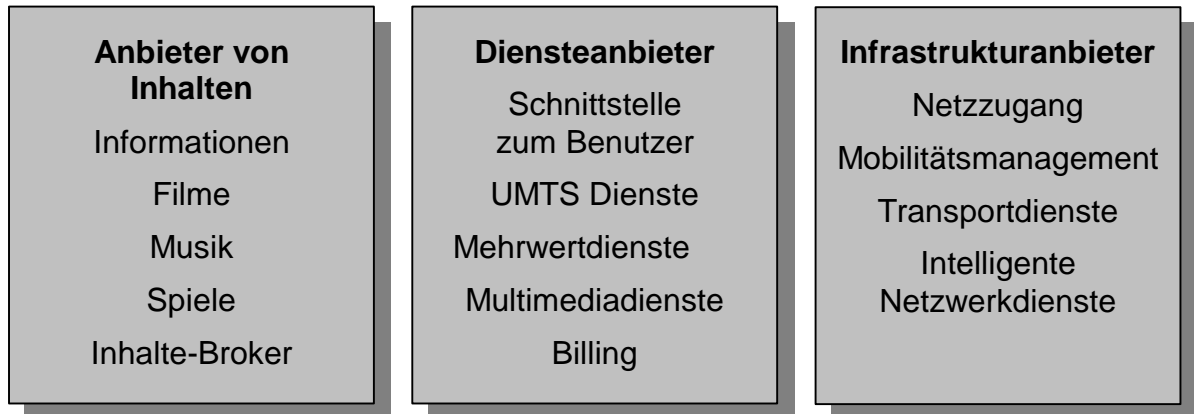 Anbieter von
Inhalten
Informationen
Filme
Musik
Spiele
Inhalte-Broker
Diensteanbieter
Schnittstelle
zum Benutzer
UMTS Dienste
Mehrwertdienste
Multimediadienste
Billing
Infrastrukturanbieter
Netzzugang
Mobilitätsmanagement
Transportdienste
Intelligente
Netzwerkdienste